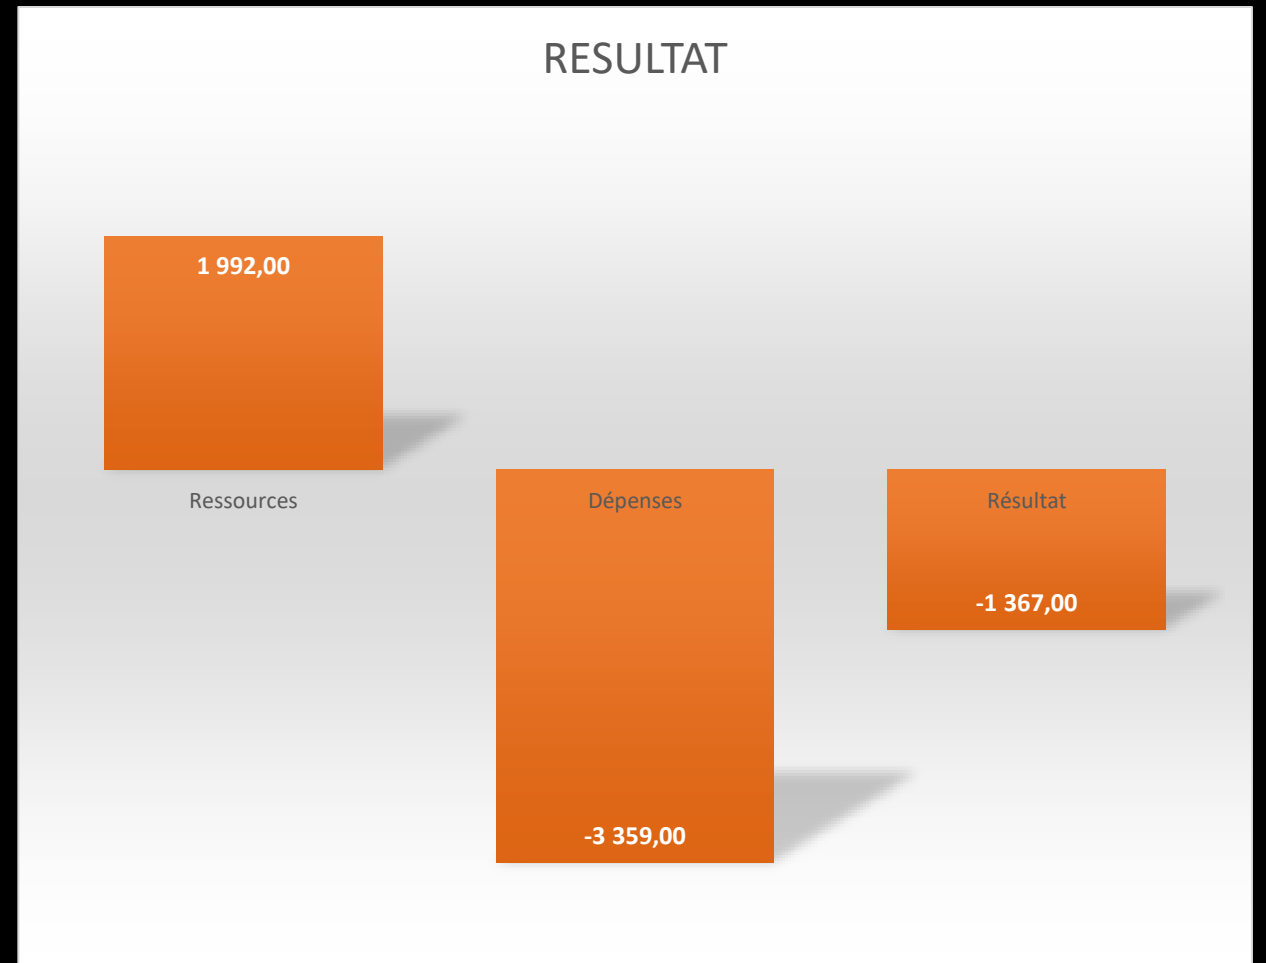 RESULTAT
1 992,00
Ressources
Dépenses
Résultat
-1 367,00
-3 359,00